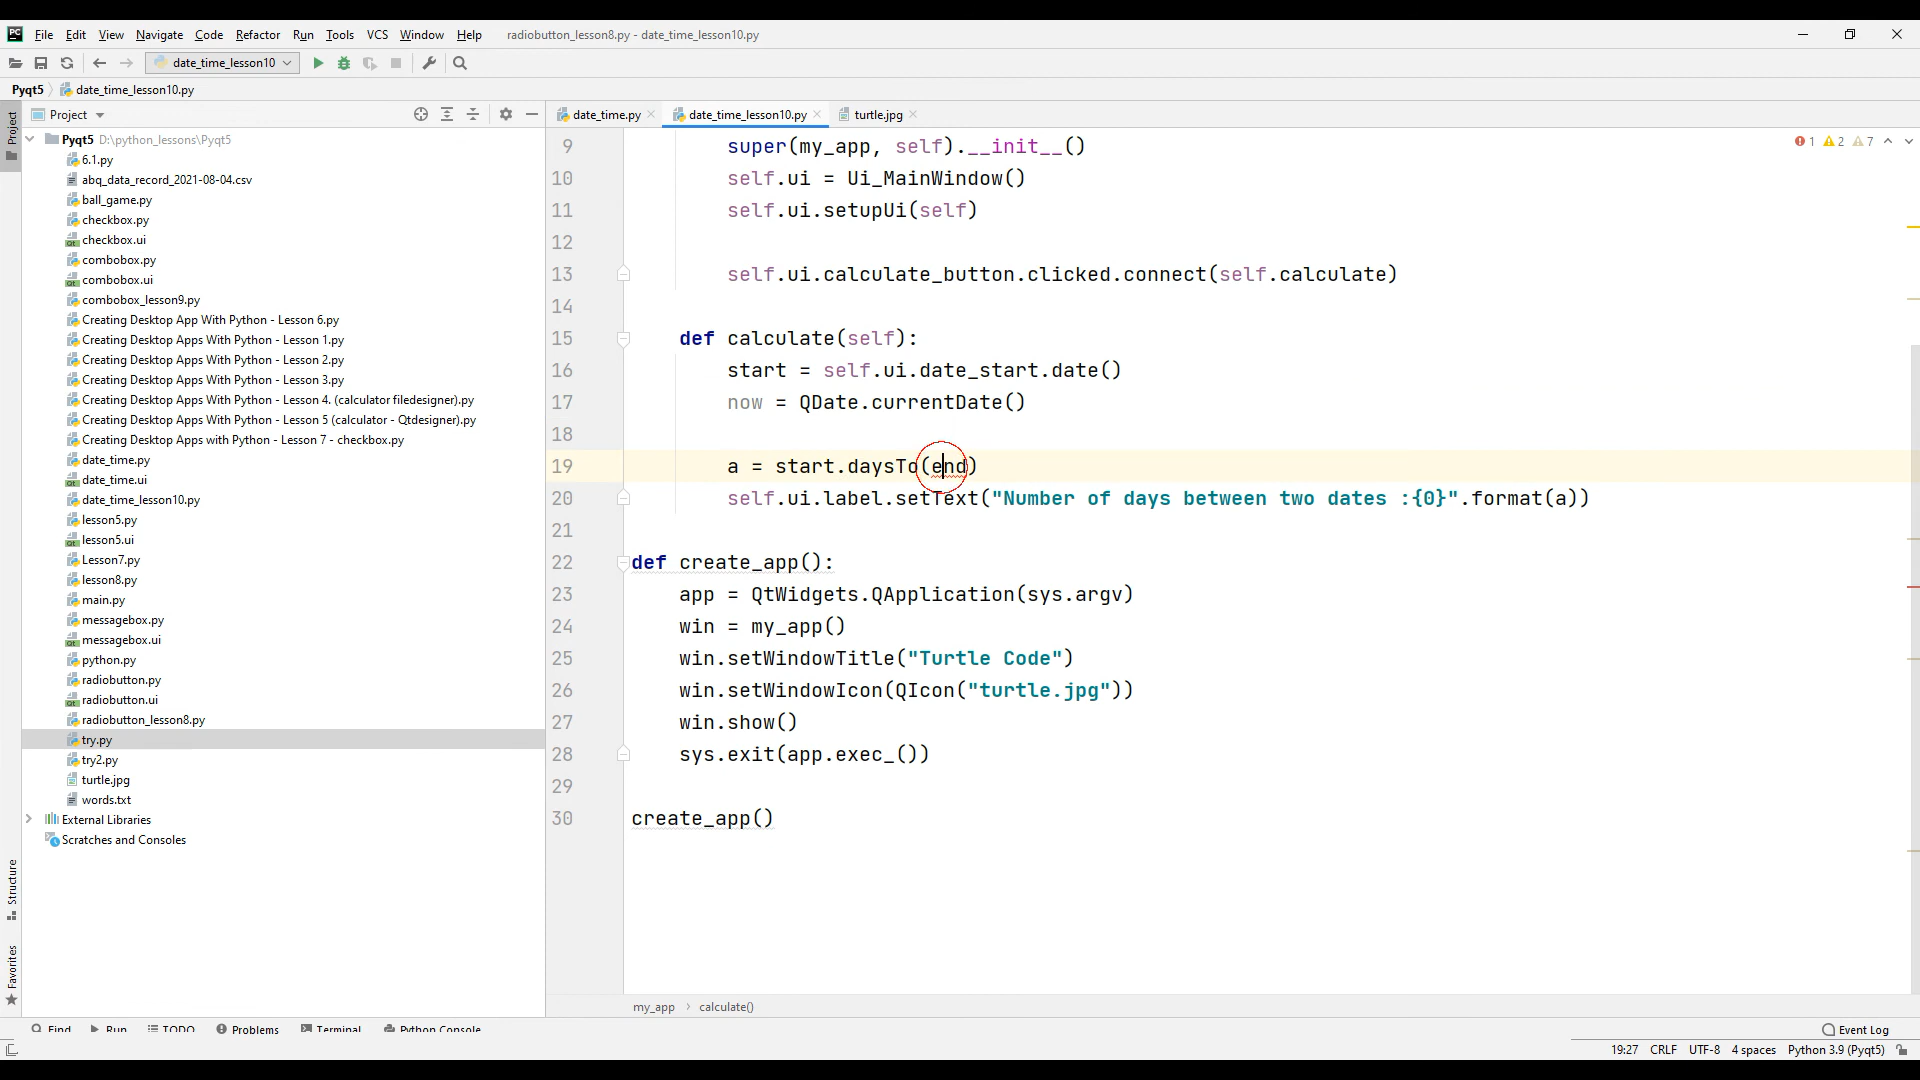 PC File Edit View Navigate Code Refactor Run Tools VCS Window Help radiobutton_lesson8.py - date_time_lesson10.py
date_time_lesson10
Pyqt5 date_time_lesson10.py
Project
Project
date_time.py date_time_lesson10.py turtle.jpg
Pyqt5 D:\python_lessons\Pyqt5
6.1.py
abq_data_record_2021-08-04.csv
ball_game.py
checkbox.py
checkbox.ui
combobox.py
combobox.ui
combobox_lesson9.py
Creating Desktop App With Python - Lesson 6.py
Creating Desktop Apps With Python - Lesson 1.py
Creating Desktop Apps With Python - Lesson 2.py
Creating Desktop Apps With Python - Lesson 3.py
Creating Desktop Apps With Python - Lesson 4. (calculator filedesigner).py
Creating Desktop Apps With Python - Lesson 5 (calculator - Qtdesigner).py
Creating Desktop Apps with Python - Lesson 7 - checkbox.py
date_time.py
date_time.ui
date_time_lesson10.py
lesson5.py
lesson5.ui
Lesson7.py
lesson8.py
main.py
messagebox.py
messagebox.ui
python.py
radiobutton.py
radiobutton.ui
radiobutton_lesson8.py
try.py
try2.py
turtle.jpg
words.txt
External Libraries
Scratches and Consoles
Structure
Favorites
1 2 7
9 super(my_app, self).__init__()
10 self.ui = Ui_MainWindow()
11 self.ui.setupUi(self)
12
13 self.ui.calculate_button.clicked.connect(self.calculate)
14
15 def calculate(self):
16 start = self.ui.date_start.date()
17 now = QDate.currentDate()
18
19 a = start.daysTo(end)
20 self.ui.label.setText("Number of days between two dates :{0}".format(a))
21
22 def create_app():
23 app = QtWidgets.QApplication(sys.argv)
24 win = my_app()
25 win.setWindowTitle("Turtle Code")
26 win.setWindowIcon(QIcon("turtle.jpg"))
27 win.show()
28 sys.exit(app.exec_())
29
30 create_app()
my_app calculate()
Find Run TODO Problems Terminal Python Console Event Log
19:27 CRLF UTF-8 4 spaces Python 3.9 (Pyqt5)